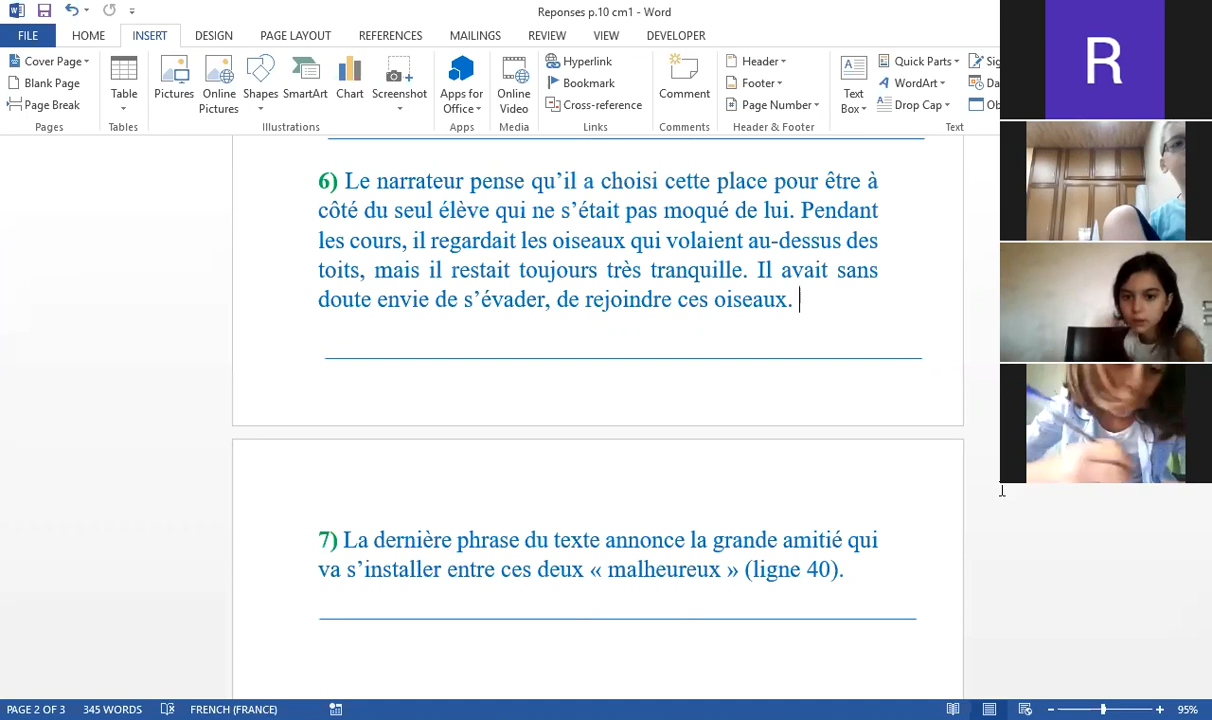 Reponses p.10 cm1 - Word
FILE HOME INSERT DESIGN PAGE LAYOUT REFERENCES MAILINGS REVIEW VIEW DEVELOPER
Cover Page
Blank Page
Page Break
Pages
Table
Tables
Pictures
Online Pictures
Shapes
SmartArt
Chart
Screenshot
Illustrations
Apps for Office
Apps
Online Video
Media
Hyperlink
Bookmark
Cross-reference
Links
Comment
Comments
Header
Footer
Page Number
Header & Footer
Text Box
Quick Parts
WordArt
Drop Cap
Text
R
6) Le narrateur pense qu’il a choisi cette place pour être à
côté du seul élève qui ne s’était pas moqué de lui. Pendant
les cours, il regardait les oiseaux qui volaient au-dessus des
toits, mais il restait toujours très tranquille. Il avait sans
doute envie de s’évader, de rejoindre ces oiseaux.
7) La dernière phrase du texte annonce la grande amitié qui
va s’installer entre ces deux « malheureux » (ligne 40).
PAGE 2 OF 3 345 WORDS FRENCH (FRANCE) 95%